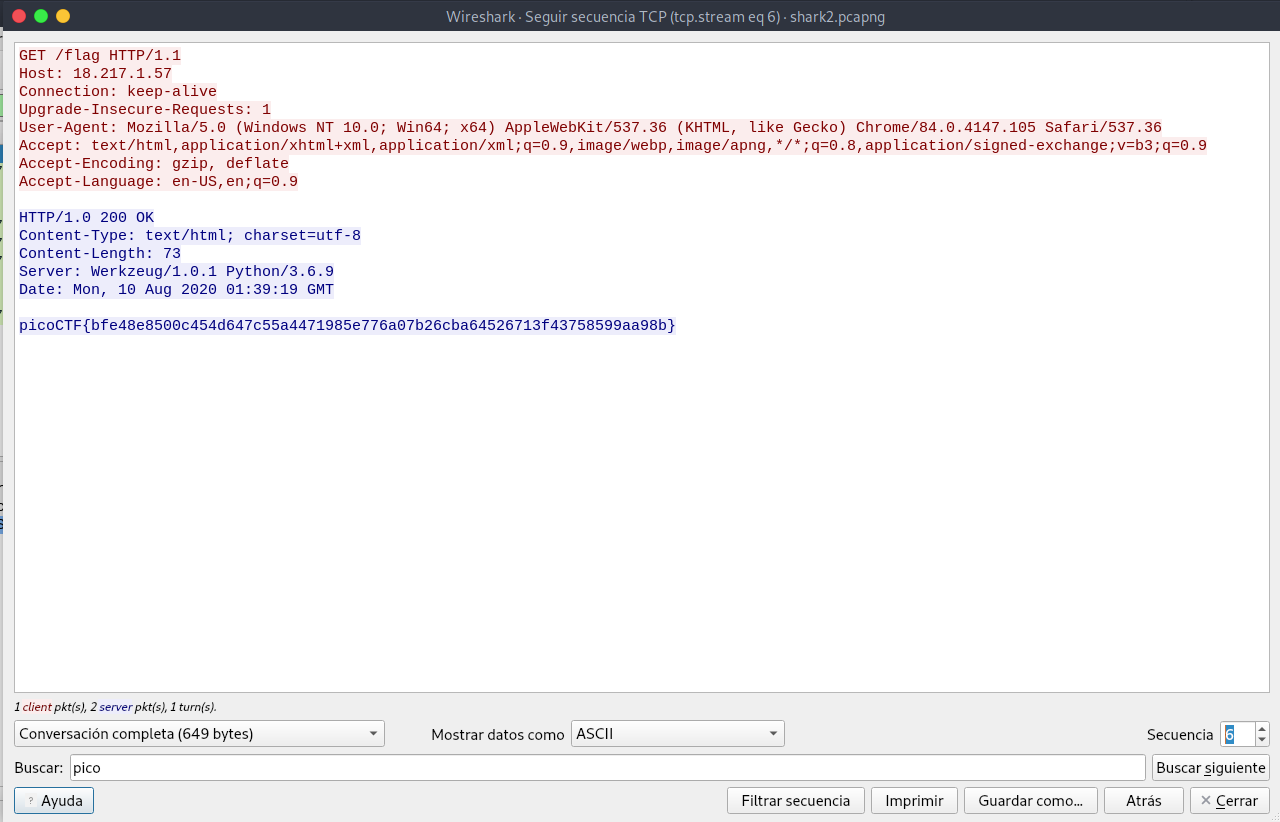 Wireshark · Seguir secuencia TCP (tcp.stream eq 6) · shark2.pcapng
GET /flag HTTP/1.1
Host: 18.217.1.57
Connection: keep-alive
Upgrade-Insecure-Requests: 1
User-Agent: Mozilla/5.0 (Windows NT 10.0; Win64; x64) AppleWebKit/537.36 (KHTML, like Gecko) Chrome/84.0.4147.105 Safari/537.36
Accept: text/html,application/xhtml+xml,application/xml;q=0.9,image/webp,image/apng,*/*;q=0.8,application/signed-exchange;v=b3;q=0.9
Accept-Encoding: gzip, deflate
Accept-Language: en-US,en;q=0.9
HTTP/1.0 200 OK
Content-Type: text/html; charset=utf-8
Content-Length: 73
Server: Werkzeug/1.0.1 Python/3.6.9
Date: Mon, 10 Aug 2020 01:39:19 GMT
picoCTF{bfe48e8500c454d647c55a4471985e776a07b26cba64526713f43758599aa98b}
1 client pkt(s), 2 server pkt(s), 1 turn(s).
Conversación completa (649 bytes) Mostrar datos como ASCII Secuencia 6
Buscar: pico Buscar siguiente
? Ayuda Filtrar secuencia Imprimir Guardar como... Atrás Cerrar